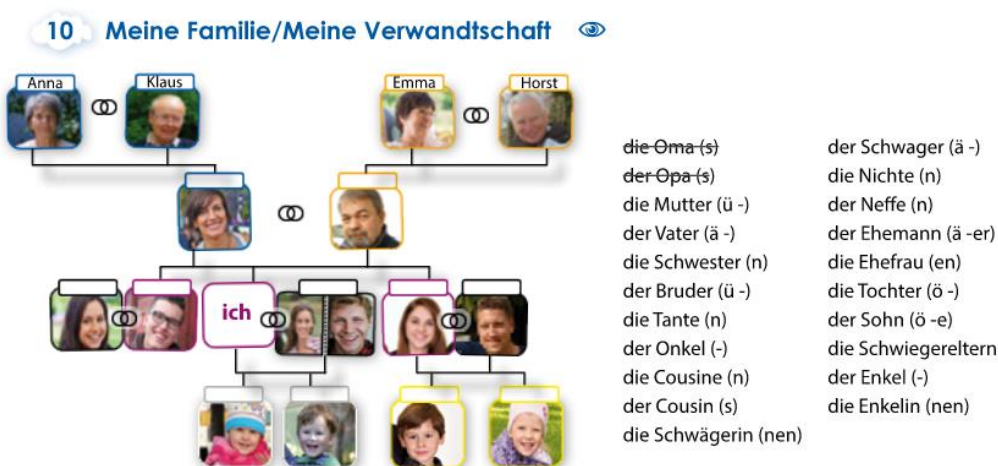 10 Meine Familie/Meine Verwandtschaft
Anna
Klaus
Emma
Horst
ich
die Oma (s)
der Opa (s)
die Mutter (ü -)
der Vater (ä -)
die Schwester (n)
der Bruder (ü -)
die Tante (n)
der Onkel (-)
die Cousine (n)
der Cousin (s)
die Schwägerin (nen)
der Schwager (ä -)
die Nichte (n)
der Neffe (n)
der Ehemann (ä -er)
die Ehefrau (en)
die Tochter (ö -)
der Sohn (ö -e)
die Schwiegereltern
der Enkel (-)
die Enkelin (nen)